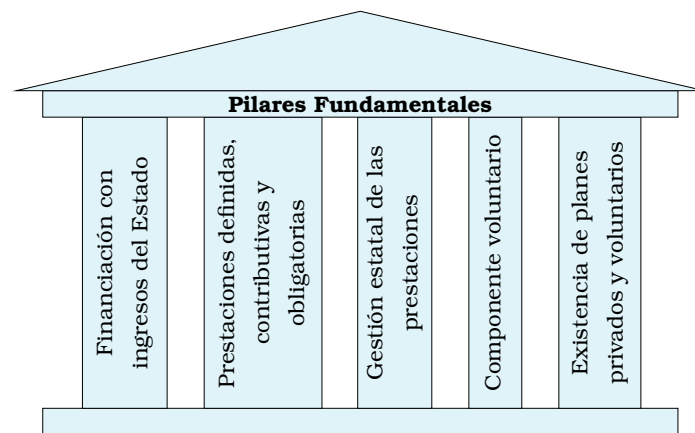 Pilares Fundamentales
Financiación con
ingresos del Estado
Prestaciones definidas,
contributivas y
obligatorias
Gestión estatal de las
prestaciones
Componente voluntario
Existencia de planes
privados y voluntarios